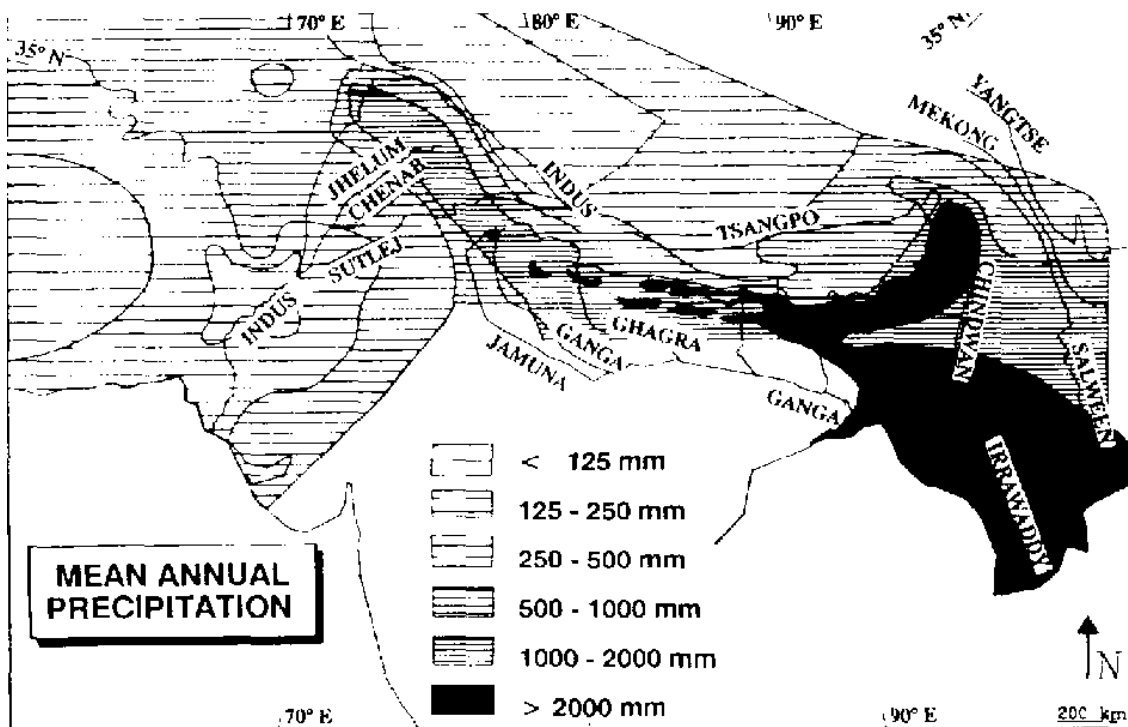 70° E
80° E
90° E
35° N
35° N
YANGTSE
MEKONG
JHELUM
CHENAB
INDUS
TSANGPO
SUTLEJ
INDUS
CHINDWAN
GHAGRA
GANGA
JAMUNA
SALWEEN
GANGA
IRRAWADDY
< 125 mm
125 - 250 mm
250 - 500 mm
500 - 1000 mm
1000 - 2000 mm
> 2000 mm
MEAN ANNUAL
PRECIPITATION
N
70° E
90° E
200 km